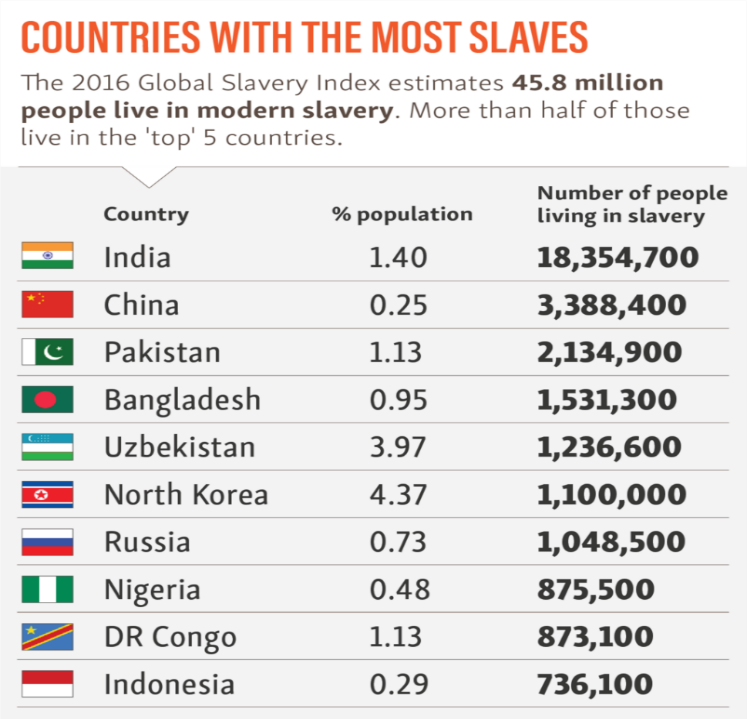 COUNTRIES WITH THE MOST SLAVES
The 2016 Global Slavery Index estimates 45.8 million
people live in modern slavery. More than half of those
live in the 'top' 5 countries.
Country % population Number of people living in slavery
India 1.40 18,354,700
China 0.25 3,388,400
Pakistan 1.13 2,134,900
Bangladesh 0.95 1,531,300
Uzbekistan 3.97 1,236,600
North Korea 4.37 1,100,000
Russia 0.73 1,048,500
Nigeria 0.48 875,500
DR Congo 1.13 873,100
Indonesia 0.29 736,100